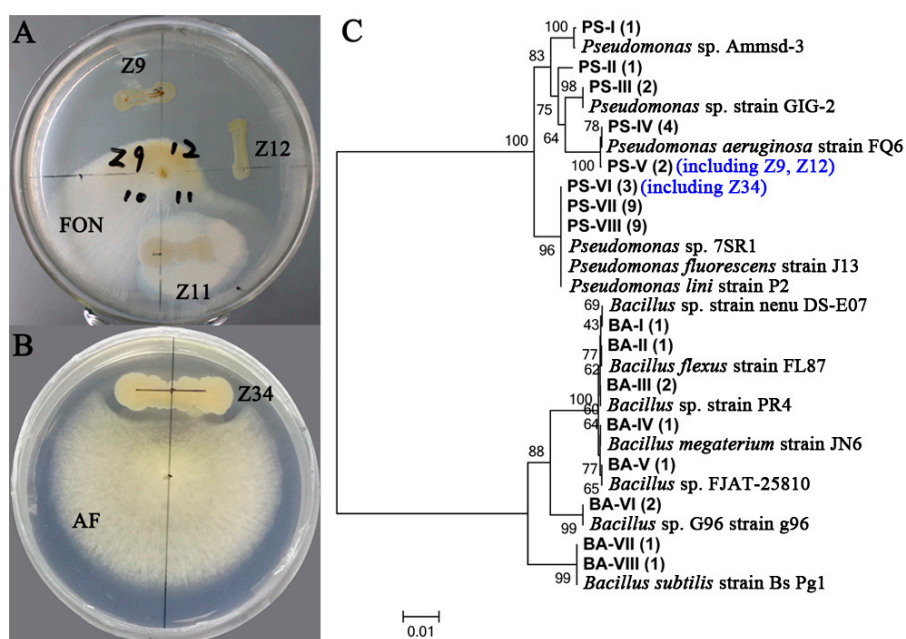 A
Z9
Z9 12
Z12
10 11
FON
Z11
B
Z34
AF
C
100 PS-I (1)
Pseudomonas sp. Ammsd-3
83
PS-II (1)
98 PS-III (2)
75
Pseudomonas sp. strain GIG-2
78 PS-IV (4)
64
100
Pseudomonas aeruginosa strain FQ6
100 PS-V (2) (including Z9, Z12)
PS-VI (3) (including Z34)
PS-VII (9)
PS-VIII (9)
96
Pseudomonas sp. 7SR1
Pseudomonas fluorescens strain J13
Pseudomonas lini strain P2
69 Bacillus sp. strain nenu DS-E07
43 BA-I (1)
BA-II (1)
77
62 Bacillus flexus strain FL87
BA-III (2)
100
60 Bacillus sp. strain PR4
64 BA-IV (1)
Bacillus megaterium strain JN6
88
77 BA-V (1)
65 Bacillus sp. FJAT-25810
BA-VI (2)
99 Bacillus sp. G96 strain g96
BA-VII (1)
BA-VIII (1)
99 Bacillus subtilis strain Bs Pg1
0.01